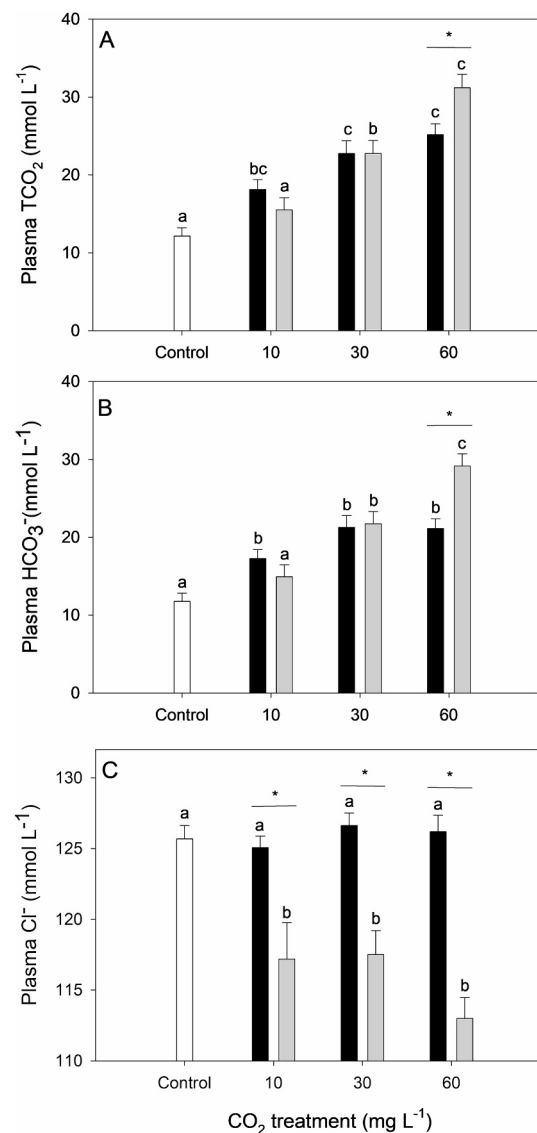 A
Plasma TCO2 (mmol L-1)
40
30
20
10
0
a
bc
a
c
b
c
c
*
Control
10
30
60
B
Plasma HCO3-(mmol L-1)
40
30
20
10
0
a
b
a
b
b
b
c
*
Control
10
30
60
C
Plasma Cl- (mmol L-1)
130
125
120
115
110
a
a
b
*
a
b
*
a
b
*
Control
10
30
60
CO2 treatment (mg L-1)